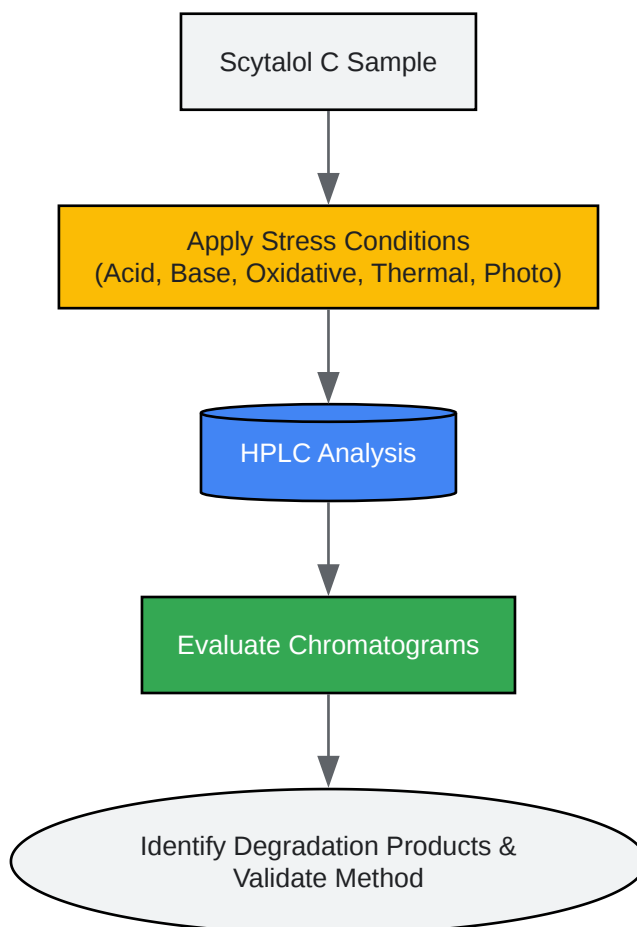 Scytalol C Sample
Apply Stress Conditions
(Acid, Base, Oxidative, Thermal, Photo)
HPLC Analysis
Evaluate Chromatograms
Identify Degradation Products &
Validate Method